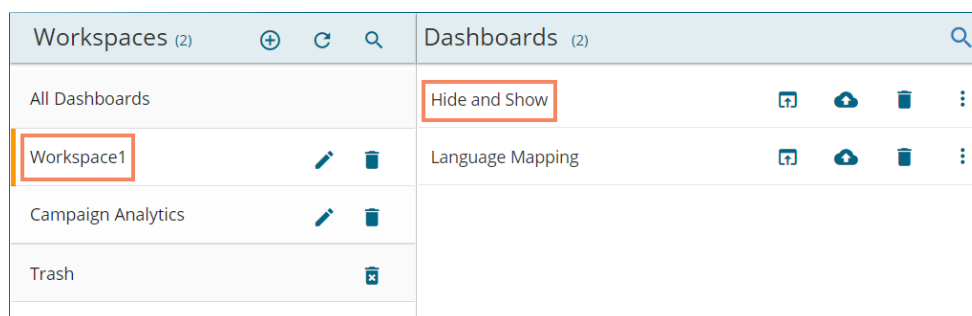 Workspaces (2)
Dashboards (2)
All Dashboards
Hide and Show
Workspace1
Language Mapping
Campaign Analytics
Trash